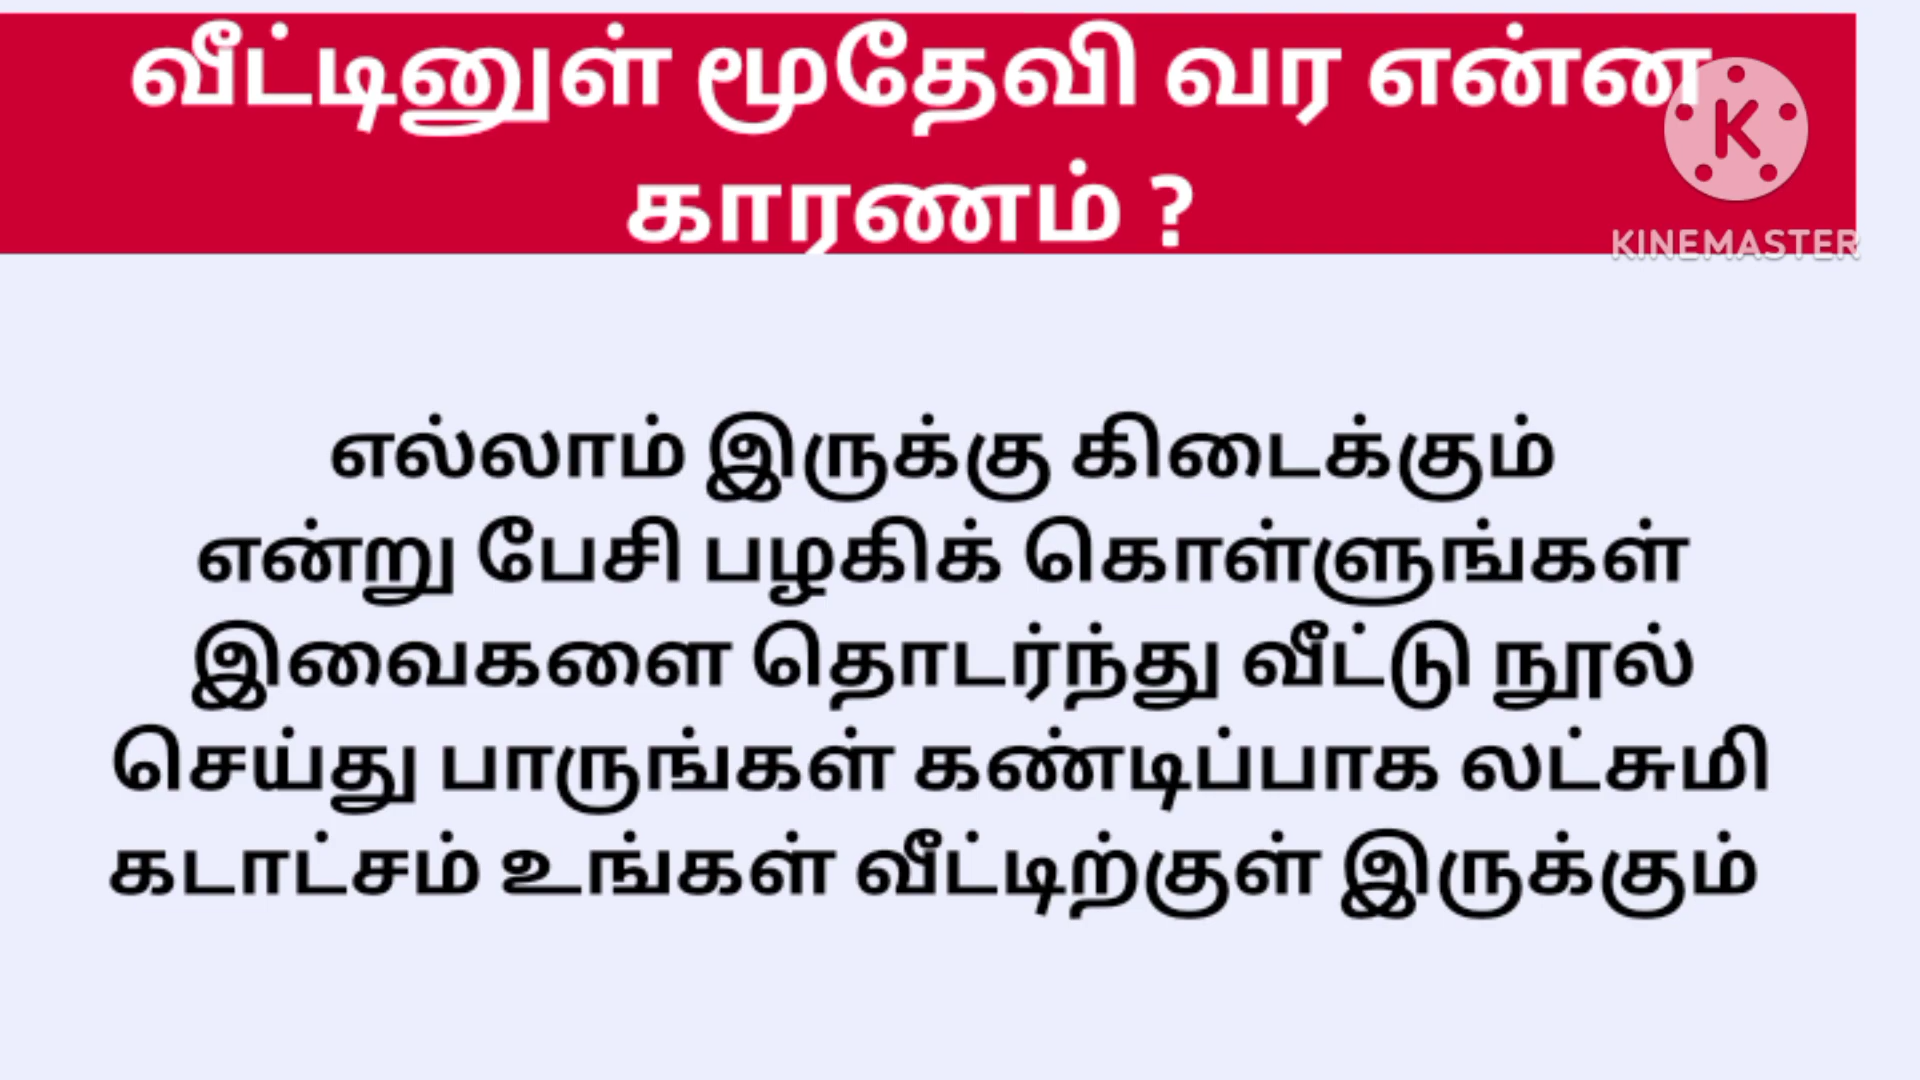 வீட்டினுள் மூதேவி வர என்ன
காரணம் ?
K
KINEMASTER
எல்லாம் இருக்கு கிடைக்கும்
என்று பேசி பழகிக் கொள்ளுங்கள்
இவைகளை தொடர்ந்து வீட்டு நூல்
செய்து பாருங்கள் கண்டிப்பாக லட்சுமி
கடாட்சம் உங்கள் வீட்டிற்குள் இருக்கும்